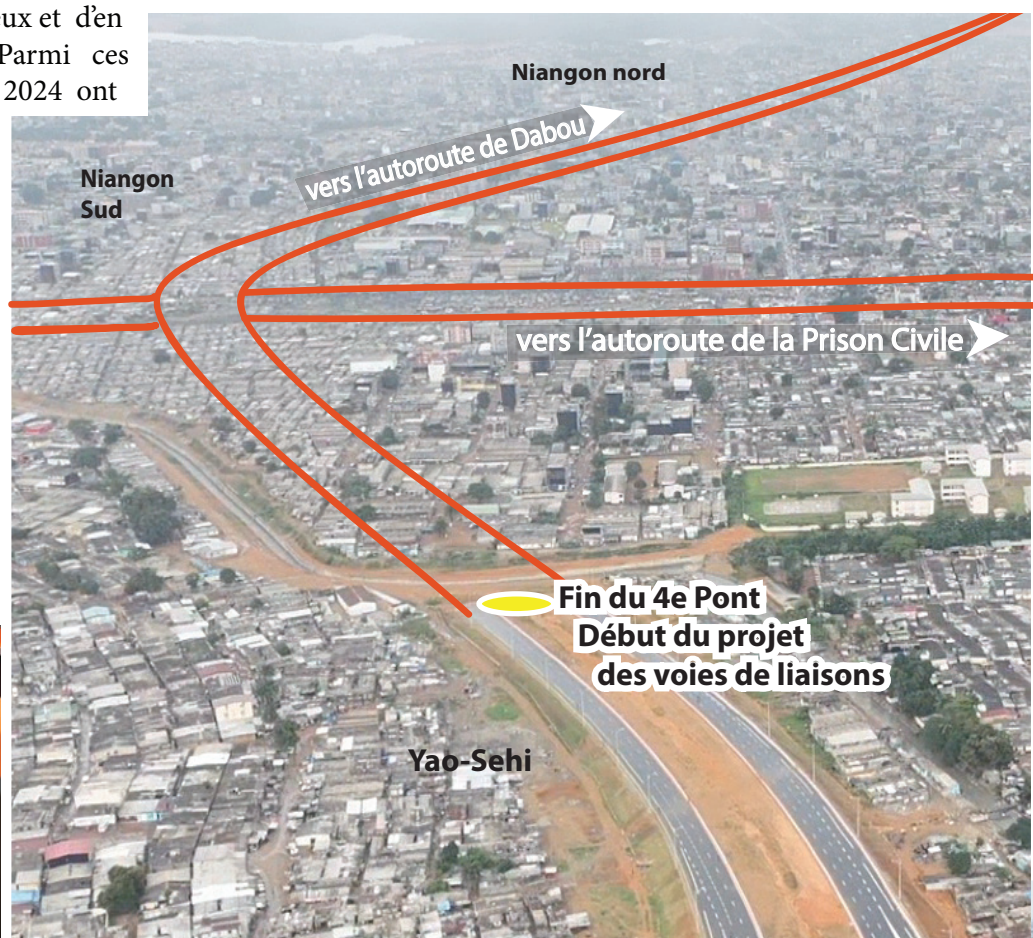 eux et d'en
Parmi ces
2024 ont
Niangon nord
vers l'autoroute de Dabou
Niangon
Sud
vers l'autoroute de la Prison Civile
Fin du 4e Pont
Début du projet
des voies de liaisons
Yao-Sehi